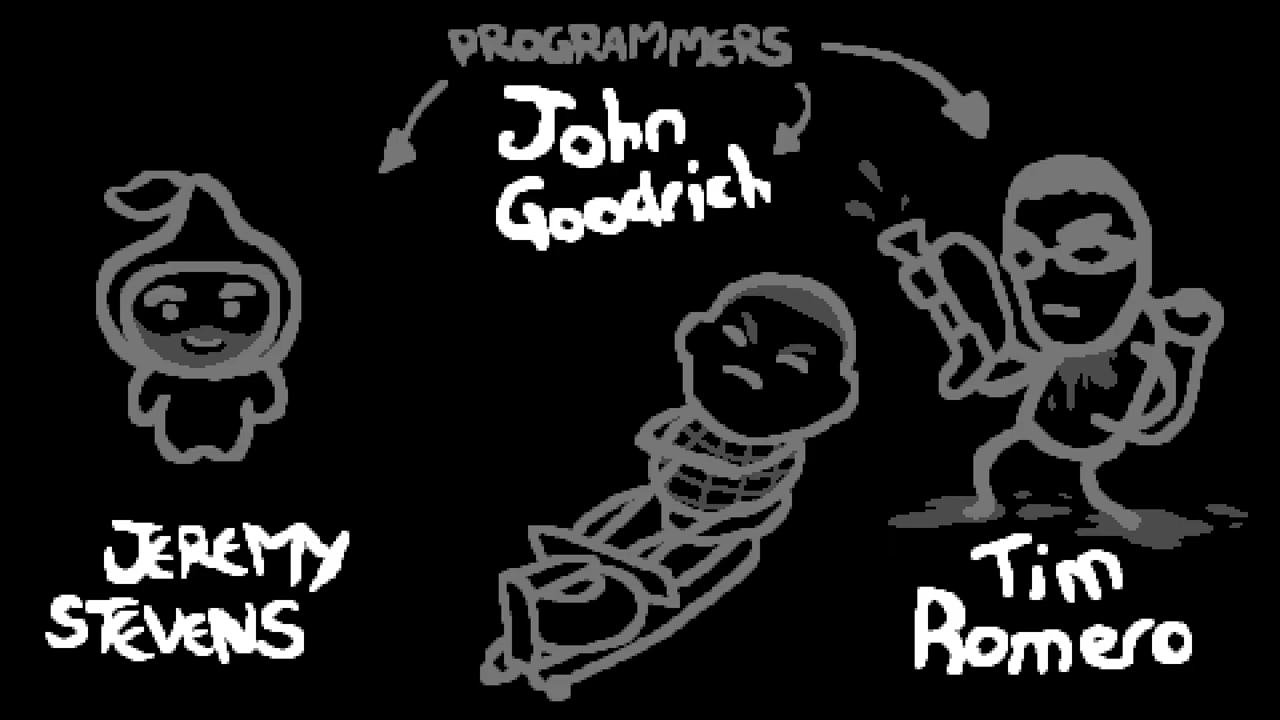 PROGRAMMERS
John
Goodrich
JEREMY
STEVENS
Tim
Romero